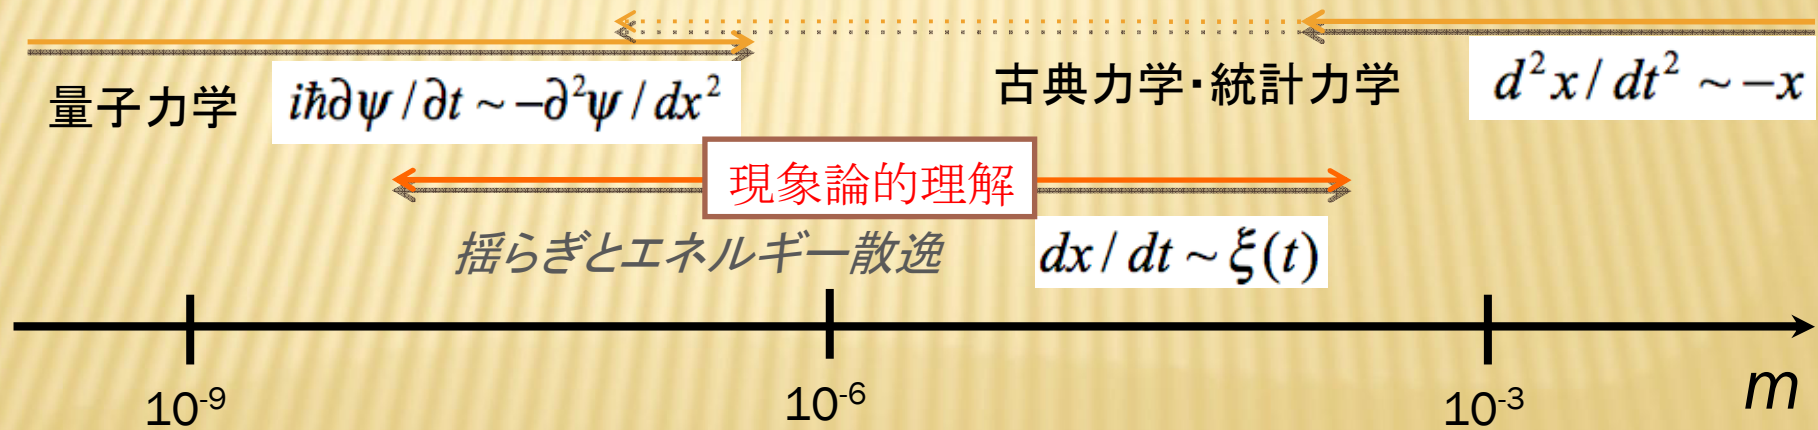 量子力学 iħ∂ψ/∂t ~ −∂²ψ/dx²
古典力学・統計力学 d²x/dt² ~ −x
現象論的理解
揺らぎとエネルギー散逸 dx/dt ~ ξ(t)
10⁻⁹ 10⁻⁶ 10⁻³ m